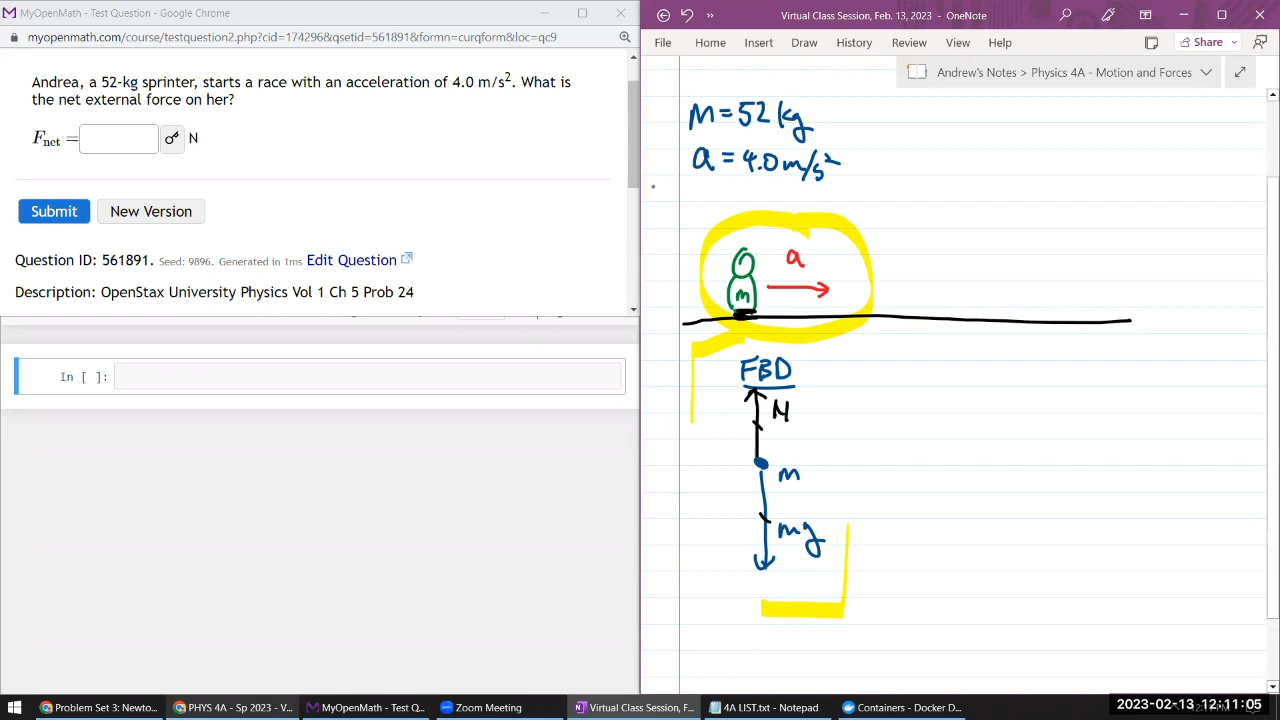 MyOpenMath - Test Question - Google Chrome
myopenmath.com/course/testquestion2.php?cid=174296&qsetid=561891&formn=curqform&loc=qc9
Andrea, a 52-kg sprinter, starts a race with an acceleration of 4.0 m/s². What is
the net external force on her?
Fnet =
N
Submit
New Version
Question ID: 561891. Seed: 9896. Generated in 1ms Edit Question
Description: OpenStax University Physics Vol 1 Ch 5 Prob 24
In [ ]:
Virtual Class Session, Feb. 13, 2023 - OneNote
File Home Insert Draw History Review View Help Share
Andrew's Notes > Physics 4A - Motion and Forces
m = 52 kg
a = 4.0 m/s²
a
m
FBD
N
m
mg
Problem Set 3: Newto...
PHYS 4A - Sp 2023 - V...
MyOpenMath - Test Q...
Zoom Meeting
Virtual Class Session, F...
4A LIST.txt - Notepad
Containers - Docker D...
2023-02-13 12:11:05